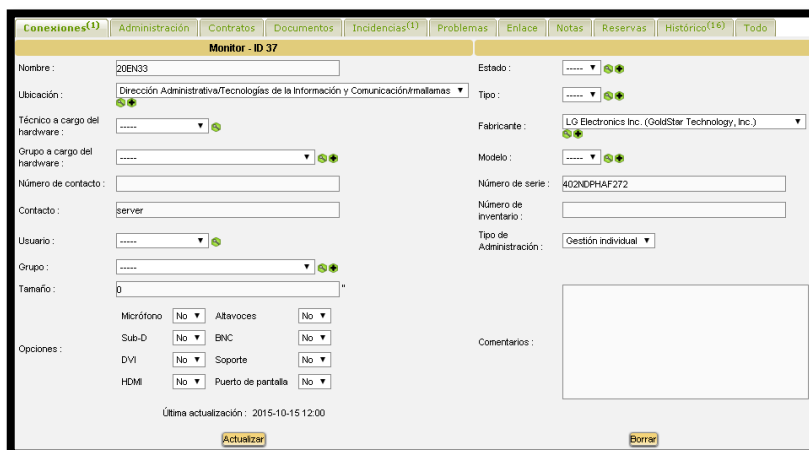 Conexiones(1) Administración Contratos Documentos Incidencias(1) Problemas Enlace Notas Reservas Histórico(16) Todo
Monitor - ID 37
Nombre : 20EN33 Estado : -----
Ubicación : Dirección Administrativa/Tecnologías de la Información y Comunicación/rmallamas Tipo : -----
Técnico a cargo del
hardware : ----- Fabricante : LG Electronics Inc. (GoldStar Technology, Inc.)
Grupo a cargo del
hardware : ----- Modelo : -----
Número de contacto : Número de serie : 402NDPHAF272
Contacto : server Número de
inventario :
Usuario : ----- Tipo de
Administración : Gestión individual
Grupo : -----
Tamaño : 0 "
Opciones : Comentarios :
Micrófono No Altavoces No
Sub-D No BNC No
DVI No Soporte No
HDMI No Puerto de pantalla No
Última actualización : 2015-10-15 12:00
Actualizar Borrar